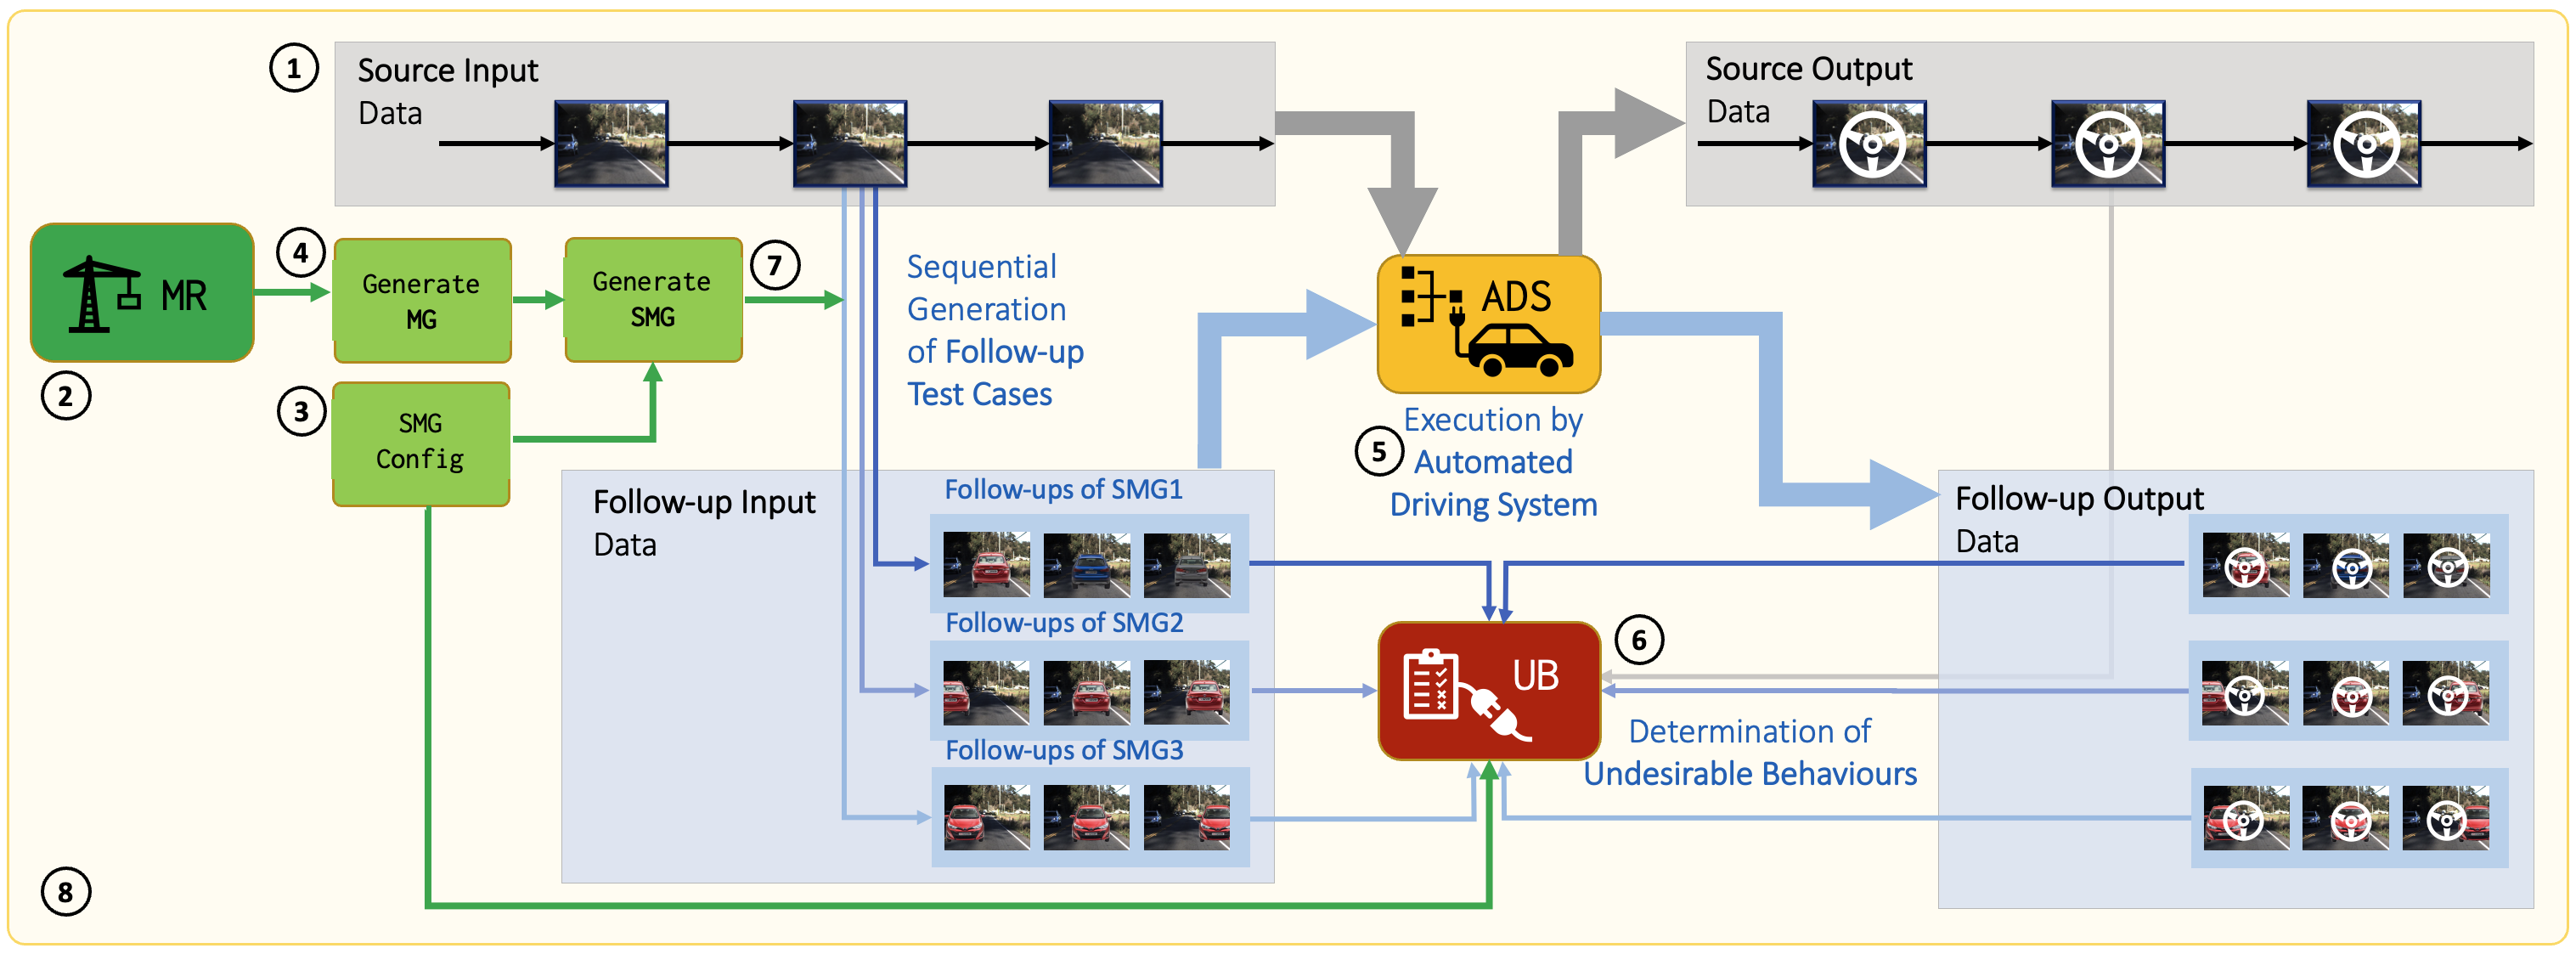 1
Source Input
Data
Source Output
Data
2
MR
4
Generate
MG
Generate
SMG
7
3
SMG
Config
Sequential
Generation
of Follow-up
Test Cases
ADS
5
Execution by
Automated
Driving System
Follow-up Input
Data
Follow-ups of SMG1
Follow-ups of SMG2
Follow-ups of SMG3
Follow-up Output
Data
6
UB
Determination of
Undesirable Behaviours
8